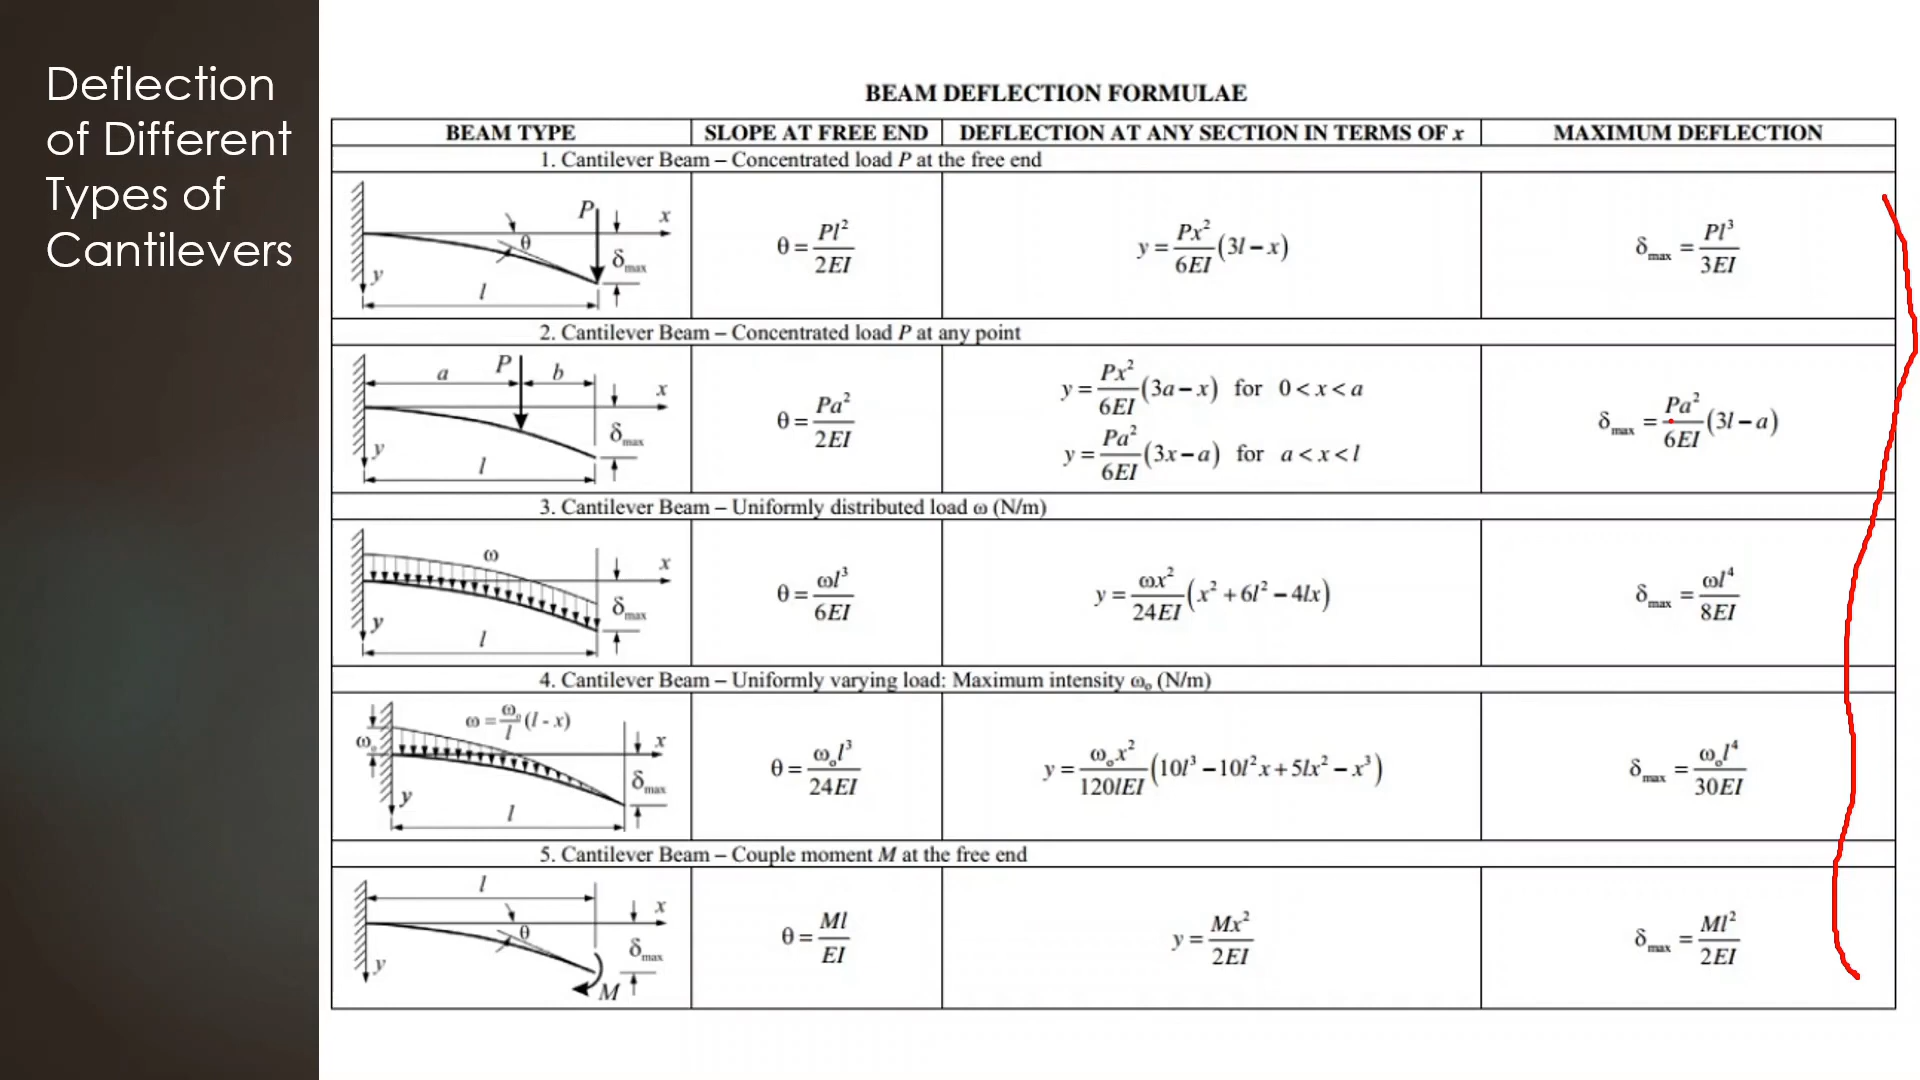 Deflection
of Different
Types of
Cantilevers
BEAM DEFLECTION FORMULAE
BEAM TYPE SLOPE AT FREE END DEFLECTION AT ANY SECTION IN TERMS OF x MAXIMUM DEFLECTION
1. Cantilever Beam – Concentrated load P at the free end
P x θ δmax y l
θ = Pl²/2EI
y = Px²/6EI (3l − x)
δmax = Pl³/3EI
2. Cantilever Beam – Concentrated load P at any point
a P b x δmax y l
θ = Pa²/2EI
y = Px²/6EI (3a − x) for 0 < x < a
y = Pa²/6EI (3x − a) for a < x < l
δmax = Pa²/6EI (3l − a)
3. Cantilever Beam – Uniformly distributed load ω (N/m)
ω x δmax y l
θ = ωl³/6EI
y = ωx²/24EI (x² + 6l² − 4lx)
δmax = ωl⁴/8EI
4. Cantilever Beam – Uniformly varying load: Maximum intensity ωₒ (N/m)
ω = ωₒ/l (l - x)
ωₒ x δmax y l
θ = ωₒl³/24EI
y = ωₒx²/120lEI (10l³ − 10l²x + 5lx² − x³)
δmax = ωₒl⁴/30EI
5. Cantilever Beam – Couple moment M at the free end
l x θ δmax y M
θ = Ml/EI
y = Mx²/2EI
δmax = Ml²/2EI